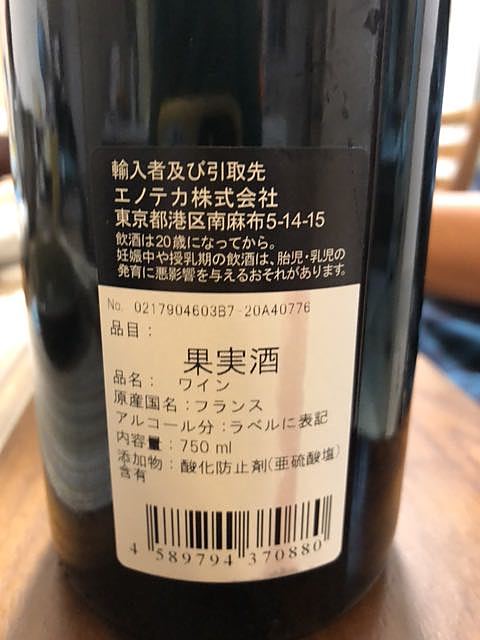 輸入者及び引取先
エノテカ株式会社
東京都港区南麻布5-14-15
飲酒は20歳になってから。
妊娠中や授乳期の飲酒は、胎児・乳児の
発育に悪影響を与えるおそれがあります。
No. 0217904603B7-20A40776
品目：
果実酒
品名： ワイン
原産国名：フランス
アルコール分：ラベルに表記
内容量：750 ml
添加物：酸化防止剤(亜硫酸塩)
含有
4 589794 370880